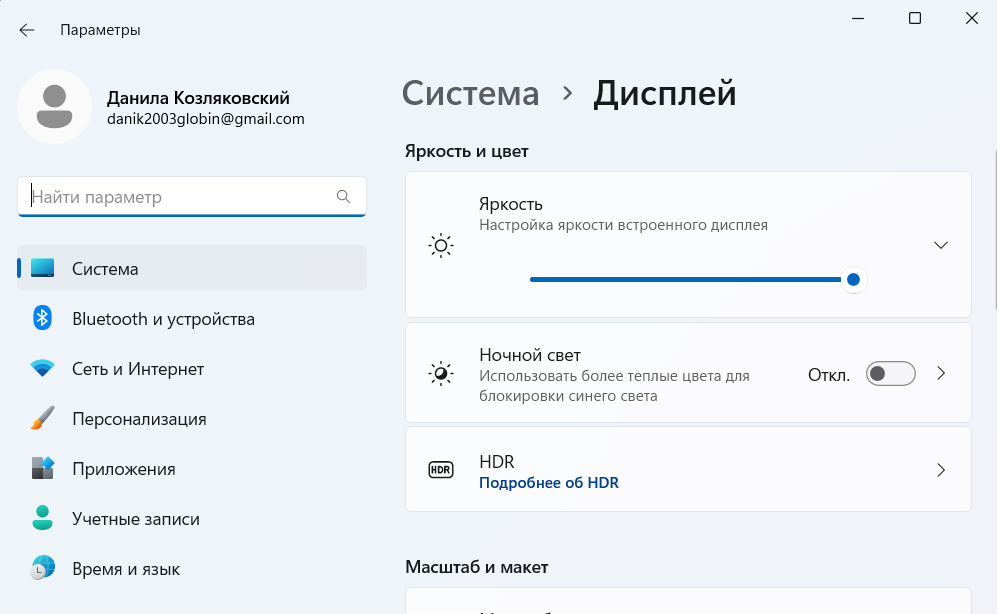 Параметры
Данила Козляковский
danik2003globin@gmail.com
Найти параметр
Система
Bluetooth и устройства
Сеть и Интернет
Персонализация
Приложения
Учетные записи
Время и язык
Система > Дисплей
Яркость и цвет
Яркость
Настройка яркости встроенного дисплея
Ночной свет
Использовать более теплые цвета для
блокировки синего света
Откл.
HDR
HDR
Подробнее об HDR
Масштаб и макет